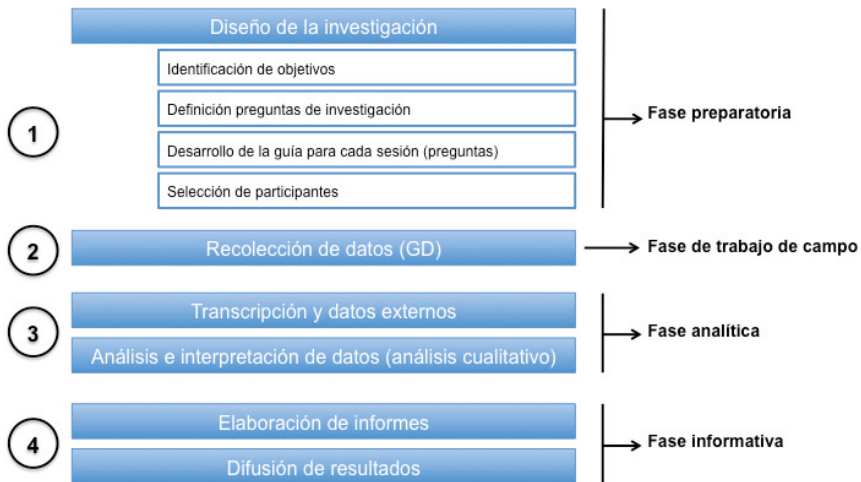 Diseño de la investigación
Identificación de objetivos
Definición preguntas de investigación
1
Fase preparatoria
Desarrollo de la guía para cada sesión (preguntas)
Selección de participantes
2
Recolección de datos (GD)
Fase de trabajo de campo
Transcripción y datos externos
3
Fase analítica
Análisis e interpretación de datos (análisis cualitativo)
Elaboración de informes
4
Fase informativa
Difusión de resultados